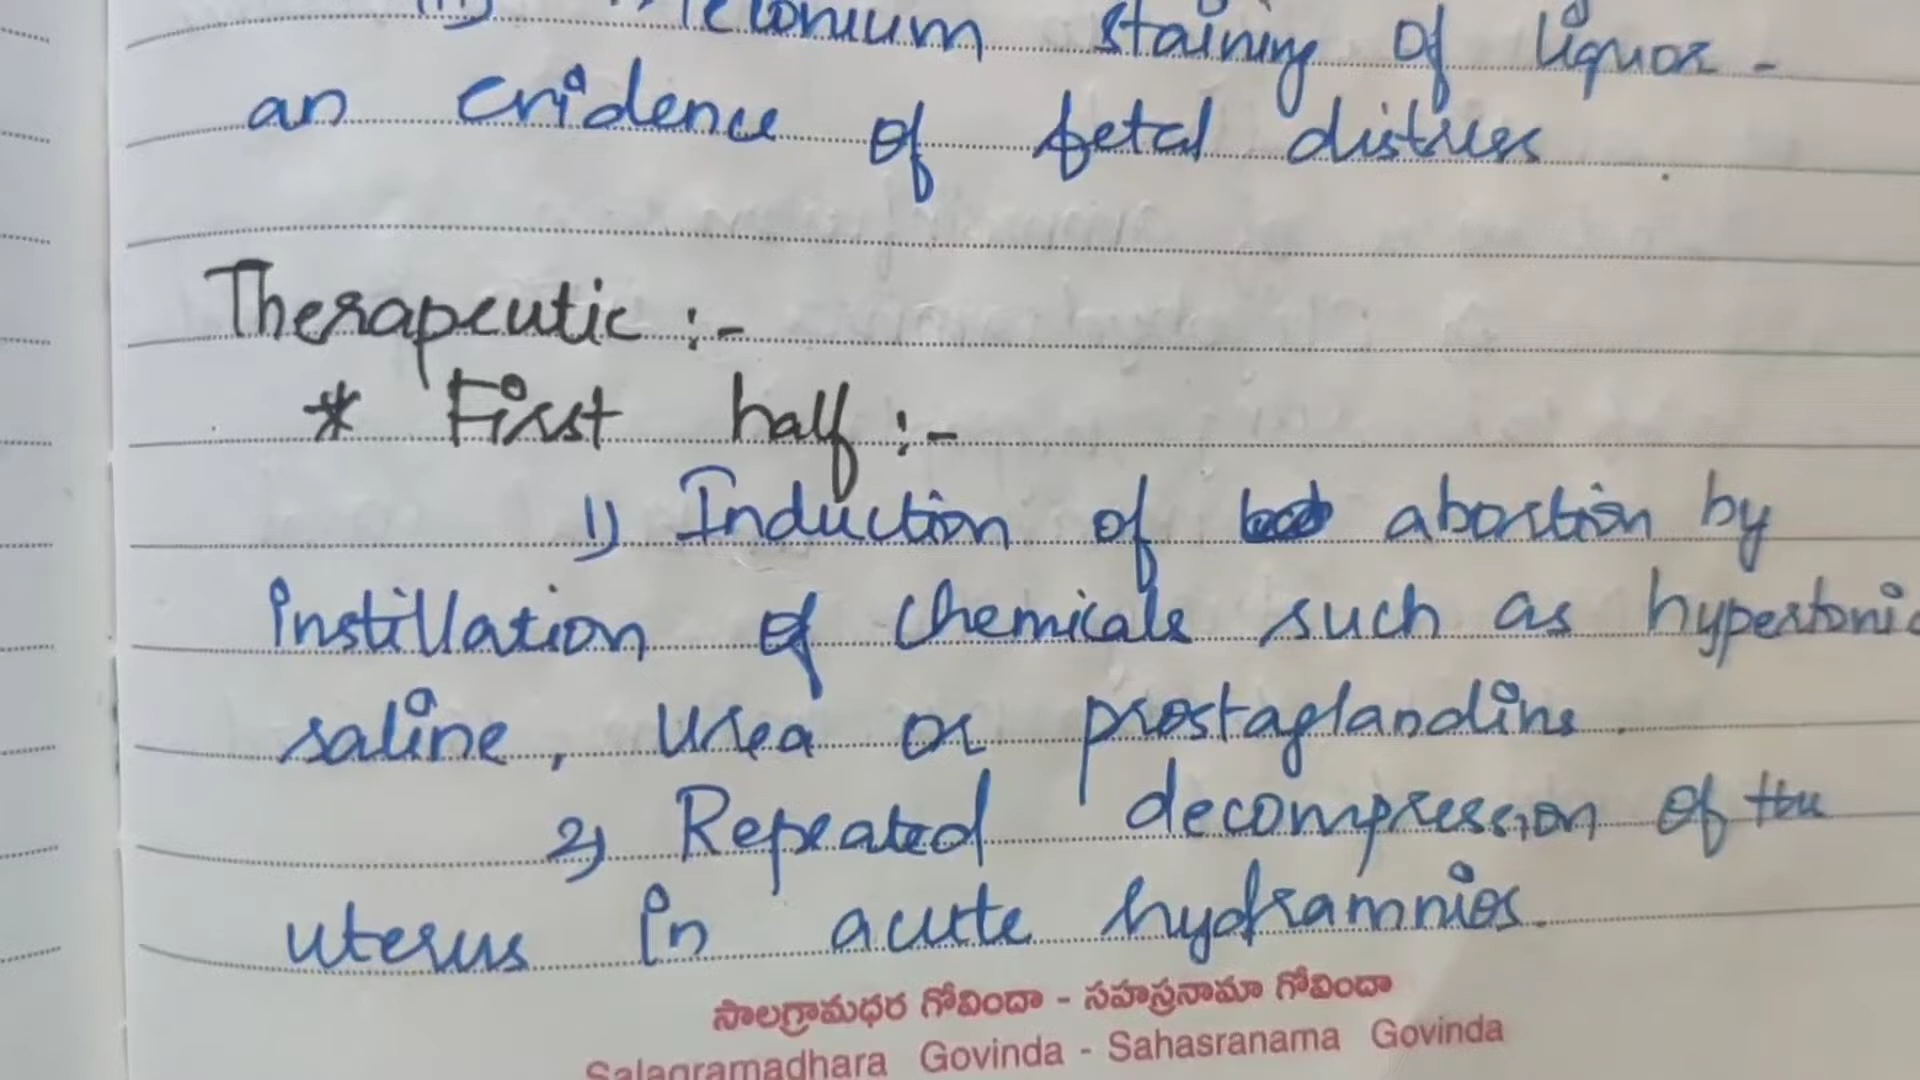 Meconium staining of liquor -
an evidence of fetal distress
Therapeutic :-
* First half :-
1) Induction of abortion by
instillation of chemicals such as hypertonic
saline, urea or prostaglandins.
2) Repeated decompression of the
uterus in acute hydramnios.
సాలగ్రామధర గోవిందా - సహస్రనామా గోవిందా
Salagramadhara Govinda - Sahasranama Govinda